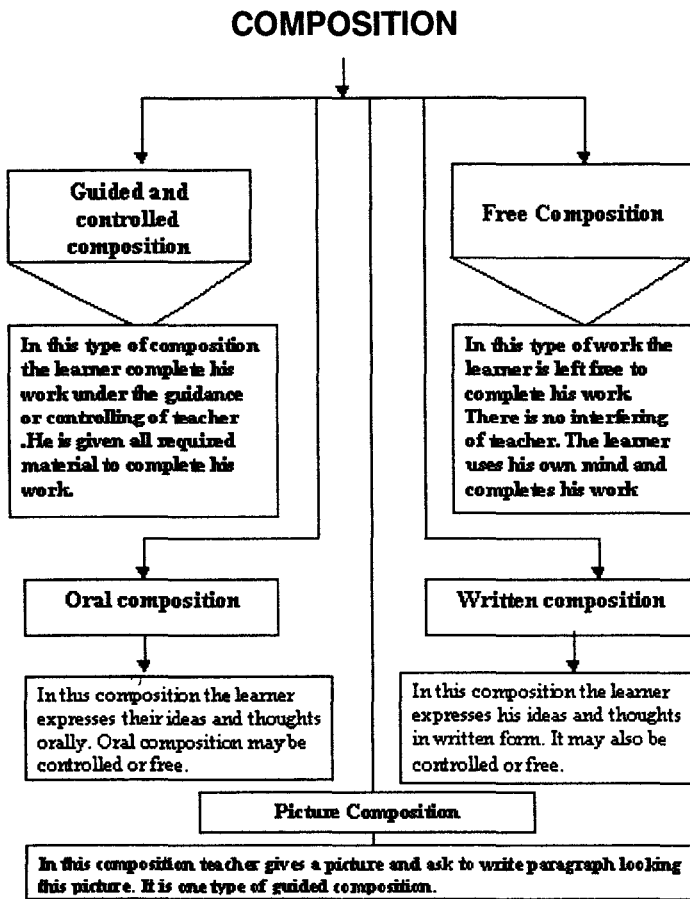 COMPOSITION
Guided and
controlled
composition
Free Composition
In this type of composition
the learner complete his
work under the guidance
or controlling of teacher
.He is given all required
material to complete his
work.
In this type of work the
learner is left free to
complete his work.
There is no interfering
of teacher. The learner
uses his own mind and
completes his work
Oral composition
Written composition
In this composition the learner
expresses their ideas and thoughts
orally. Oral composition may be
controlled or free.
In this composition the learner
expresses his ideas and thoughts
in written form. It may also be
controlled or free.
Picture Composition
In this composition teacher gives a picture and ask to write paragraph looking
this picture. It is one type of guided composition.